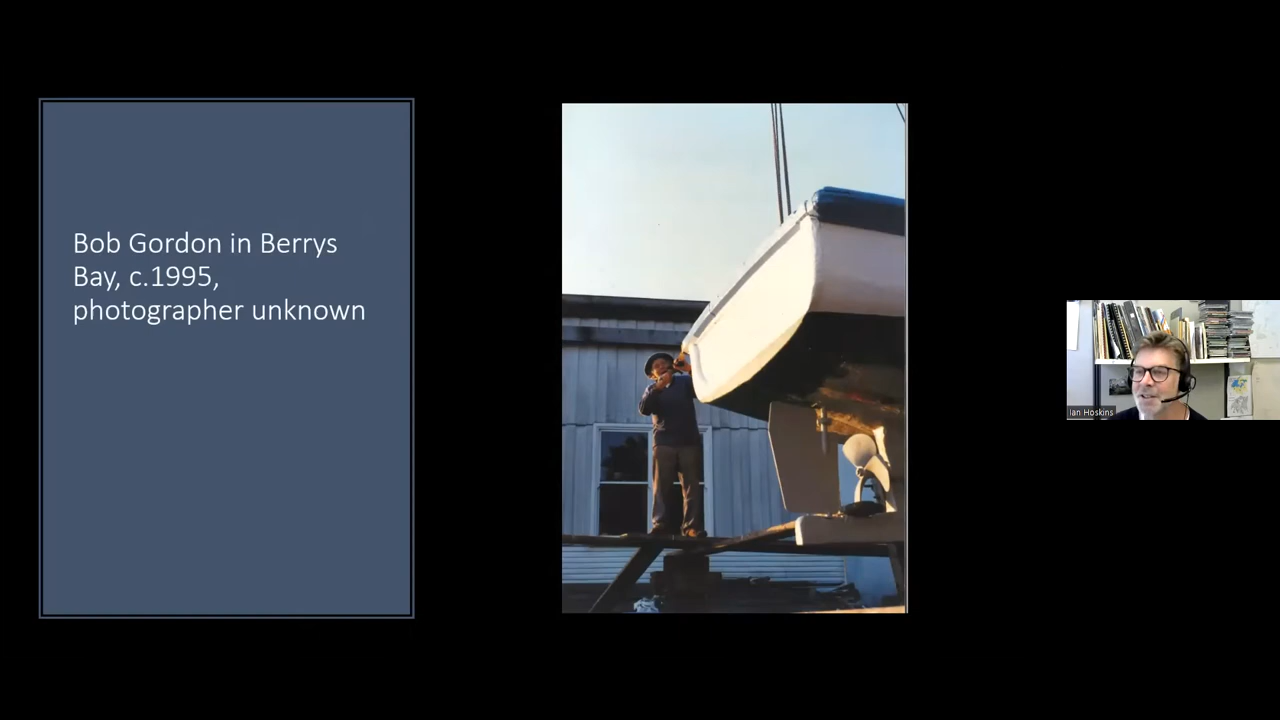 Bob Gordon in Berrys
Bay, c.1995,
photographer unknown
Ian Hoskins